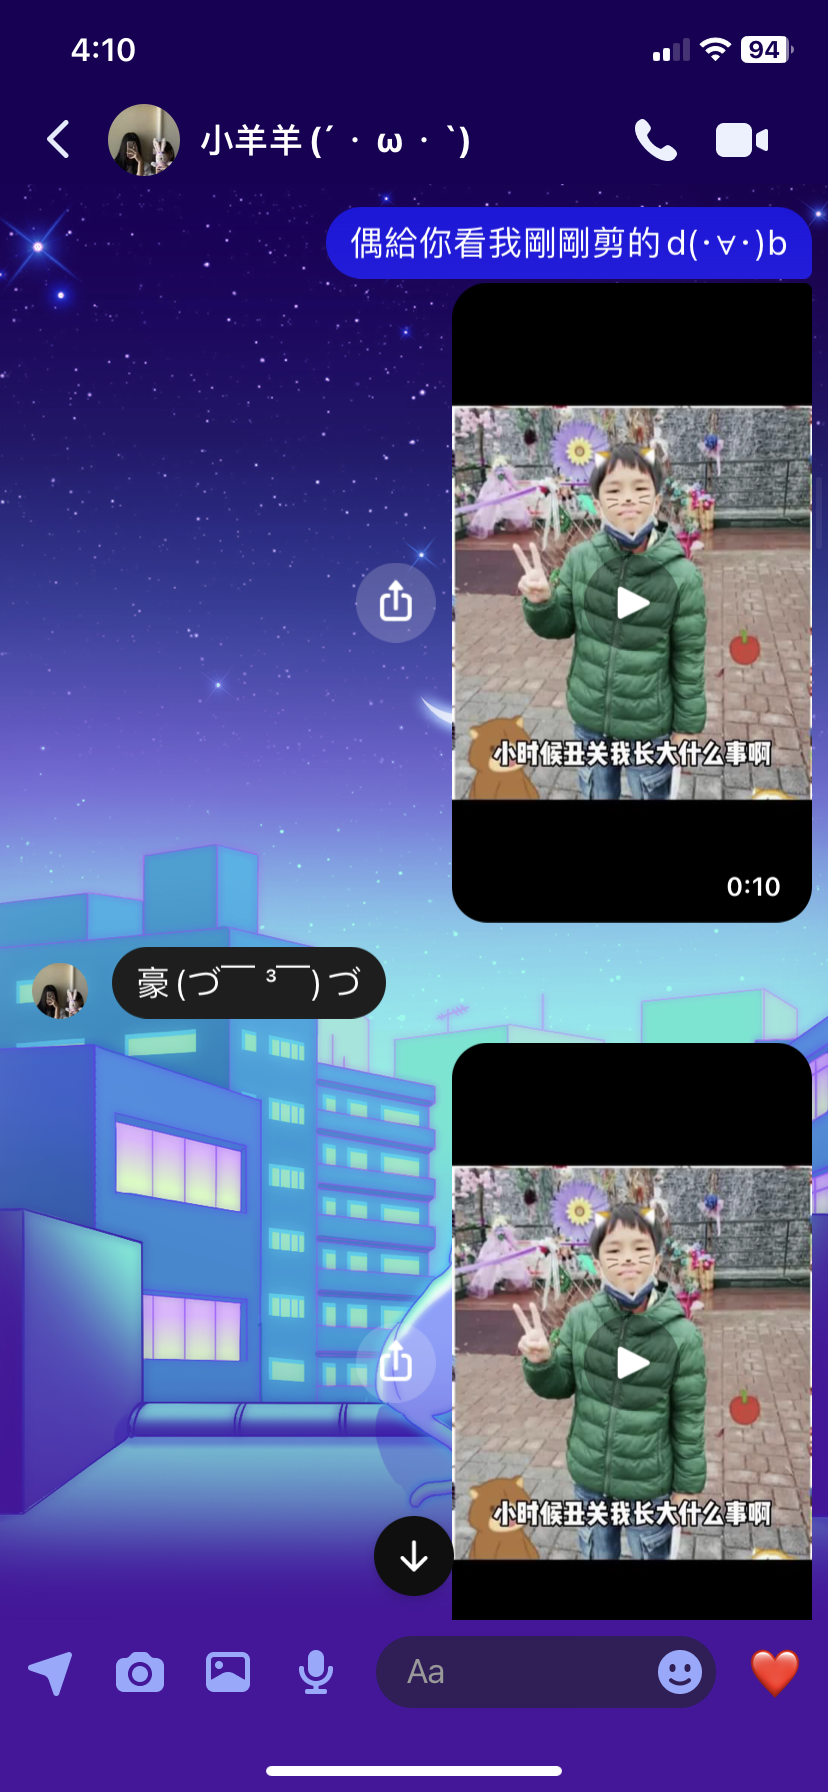 4:10
94
小羊羊 (´・ω・`)
偶給你看我剛剛剪的 d(･∀･)b
小时候丑关我长大什么事啊
0:10
豪 (づ￣ ³￣) づ
小时候丑关我长大什么事啊
Aa